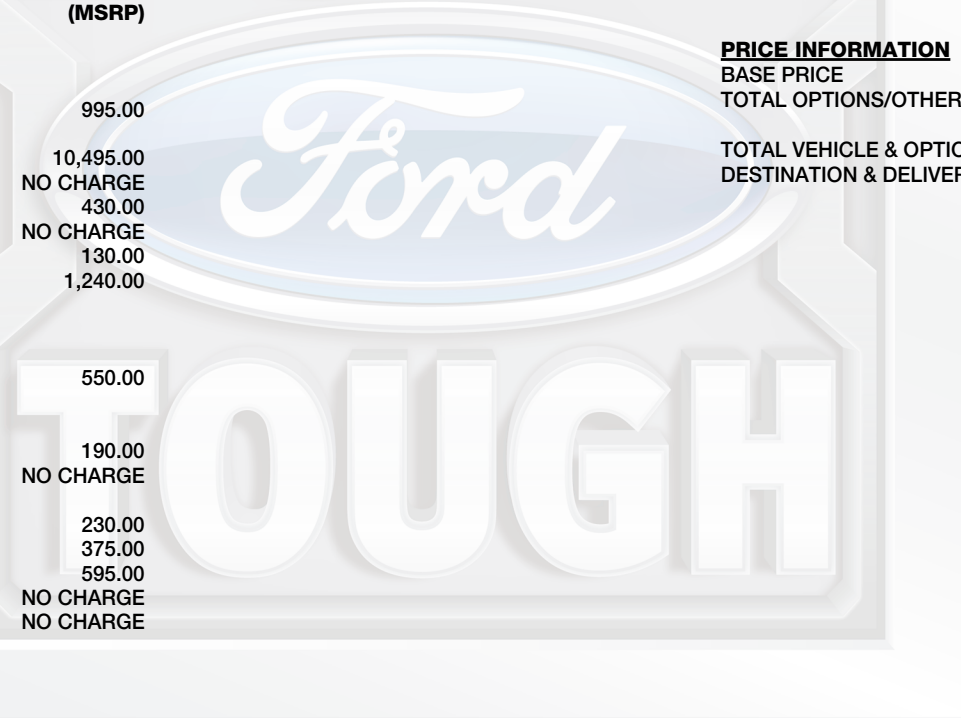 (MSRP)
995.00
10,495.00
NO CHARGE
430.00
NO CHARGE
130.00
1,240.00
550.00
190.00
NO CHARGE
230.00
375.00
595.00
NO CHARGE
NO CHARGE
PRICE INFORMATION
BASE PRICE
TOTAL OPTIONS/OTHER
TOTAL VEHICLE & OPTIO
DESTINATION & DELIVER
Ford
TOUGH